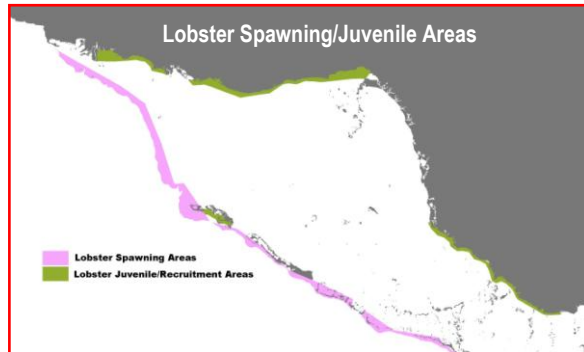 Lobster Spawning/Juvenile Areas
Lobster Spawning Areas
Lobster Juvenile/Recruitment Areas